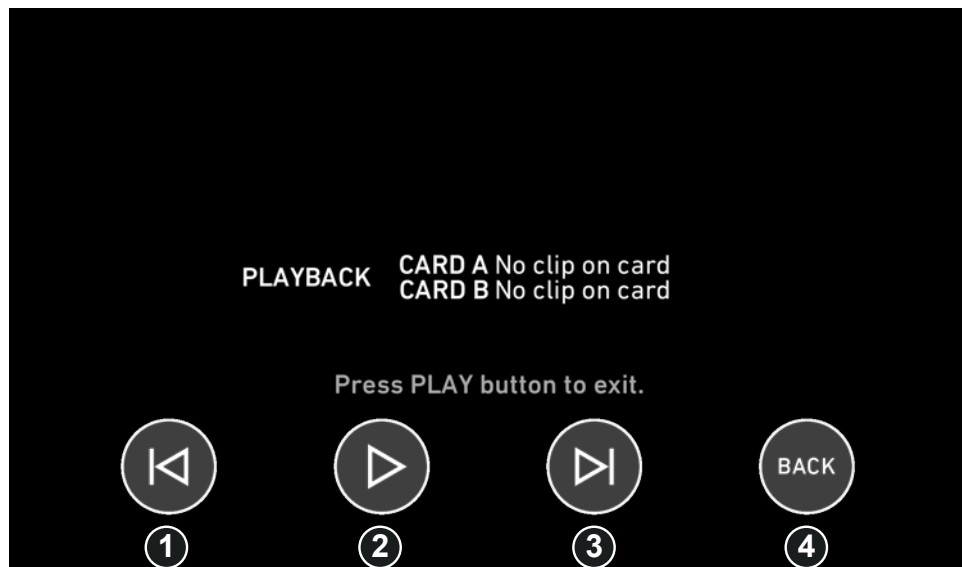 PLAYBACK
CARD A No clip on card
CARD B No clip on card
Press PLAY button to exit.
BACK
1 2 3 4